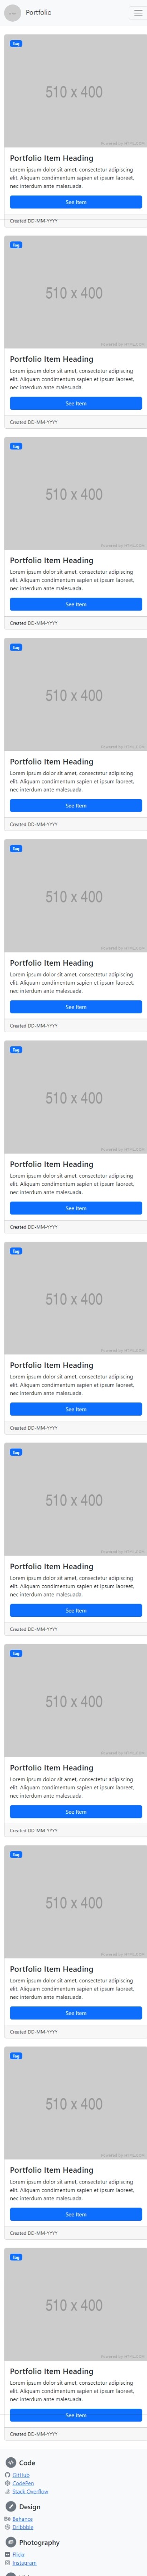 Portfolio
Tag
510 x 400
Powered by HTML.COM
Portfolio Item Heading
Lorem ipsum dolor sit amet, consectetur adipiscing
elit. Aliquam condimentum sapien et ipsum laoreet,
nec interdum ante malesuada.
See Item
Created DD-MM-YYYY
Tag
510 x 400
Powered by HTML.COM
Portfolio Item Heading
Lorem ipsum dolor sit amet, consectetur adipiscing
elit. Aliquam condimentum sapien et ipsum laoreet,
nec interdum ante malesuada.
See Item
Created DD-MM-YYYY
Tag
510 x 400
Powered by HTML.COM
Portfolio Item Heading
Lorem ipsum dolor sit amet, consectetur adipiscing
elit. Aliquam condimentum sapien et ipsum laoreet,
nec interdum ante malesuada.
See Item
Created DD-MM-YYYY
Tag
510 x 400
Powered by HTML.COM
Portfolio Item Heading
Lorem ipsum dolor sit amet, consectetur adipiscing
elit. Aliquam condimentum sapien et ipsum laoreet,
nec interdum ante malesuada.
See Item
Created DD-MM-YYYY
Tag
510 x 400
Powered by HTML.COM
Portfolio Item Heading
Lorem ipsum dolor sit amet, consectetur adipiscing
elit. Aliquam condimentum sapien et ipsum laoreet,
nec interdum ante malesuada.
See Item
Created DD-MM-YYYY
Tag
510 x 400
Powered by HTML.COM
Portfolio Item Heading
Lorem ipsum dolor sit amet, consectetur adipiscing
elit. Aliquam condimentum sapien et ipsum laoreet,
nec interdum ante malesuada.
See Item
Created DD-MM-YYYY
Tag
510 x 400
Powered by HTML.COM
Portfolio Item Heading
Lorem ipsum dolor sit amet, consectetur adipiscing
elit. Aliquam condimentum sapien et ipsum laoreet,
nec interdum ante malesuada.
See Item
Created DD-MM-YYYY
Tag
510 x 400
Powered by HTML.COM
Portfolio Item Heading
Lorem ipsum dolor sit amet, consectetur adipiscing
elit. Aliquam condimentum sapien et ipsum laoreet,
nec interdum ante malesuada.
See Item
Created DD-MM-YYYY
Tag
510 x 400
Powered by HTML.COM
Portfolio Item Heading
Lorem ipsum dolor sit amet, consectetur adipiscing
elit. Aliquam condimentum sapien et ipsum laoreet,
nec interdum ante malesuada.
See Item
Created DD-MM-YYYY
Tag
510 x 400
Powered by HTML.COM
Portfolio Item Heading
Lorem ipsum dolor sit amet, consectetur adipiscing
elit. Aliquam condimentum sapien et ipsum laoreet,
nec interdum ante malesuada.
See Item
Created DD-MM-YYYY
Tag
510 x 400
Powered by HTML.COM
Portfolio Item Heading
Lorem ipsum dolor sit amet, consectetur adipiscing
elit. Aliquam condimentum sapien et ipsum laoreet,
nec interdum ante malesuada.
See Item
Created DD-MM-YYYY
Tag
510 x 400
Powered by HTML.COM
Portfolio Item Heading
Lorem ipsum dolor sit amet, consectetur adipiscing
elit. Aliquam condimentum sapien et ipsum laoreet,
nec interdum ante malesuada.
See Item
Created DD-MM-YYYY
Code
GitHub
CodePen
Stack Overflow
Design
Behance
Dribbble
Photography
Flickr
Instagram